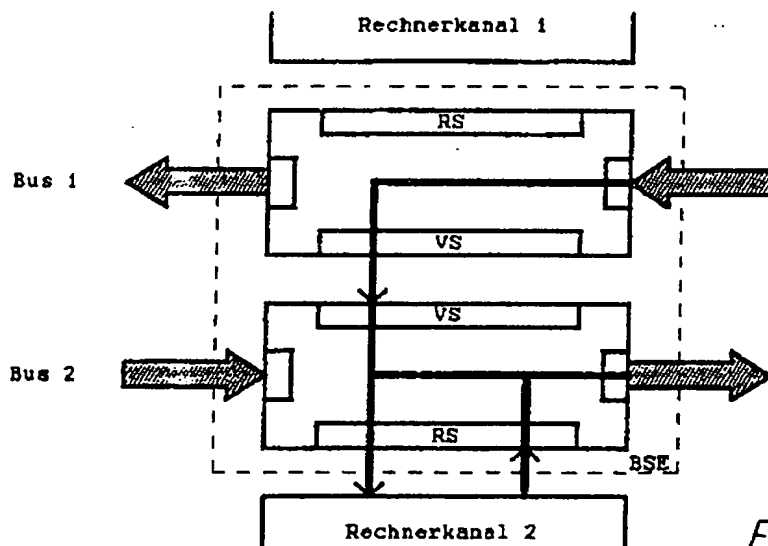 Rechnerkanal 1
RS
Bus 1
VS
VS
Bus 2
RS
BSE
Rechnerkanal 2
F